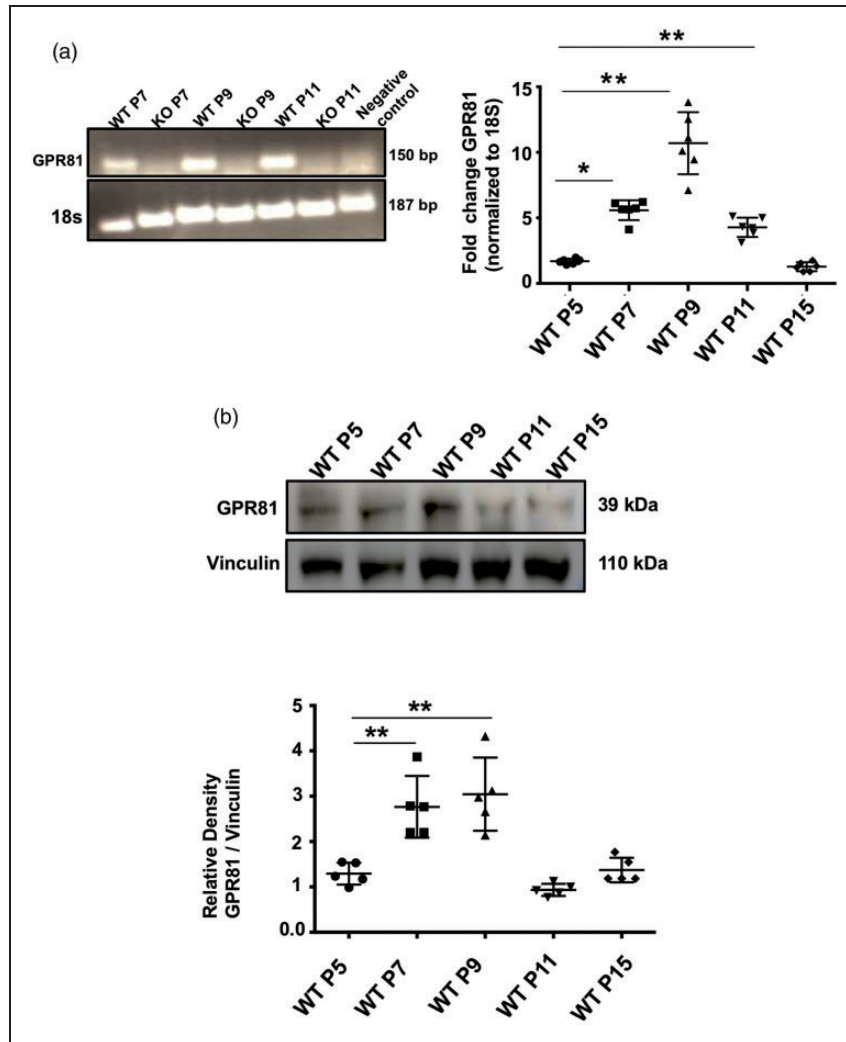 (a)
WT P7 KO P7 WT P9 KO P9 WT P11 KO P11 Negative control
GPR81 150 bp
18s 187 bp
** 
**
*
Fold change GPR81
(normalized to 18S)
15
10
5
0
WT P5 WT P7 WT P9 WT P11 WT P15
(b)
WT P5 WT P7 WT P9 WT P11 WT P15
GPR81 39 kDa
Vinculin 110 kDa
**
**
Relative Density
GPR81 / Vinculin
5
4
3
2
1
0.0
WT P5 WT P7 WT P9 WT P11 WT P15